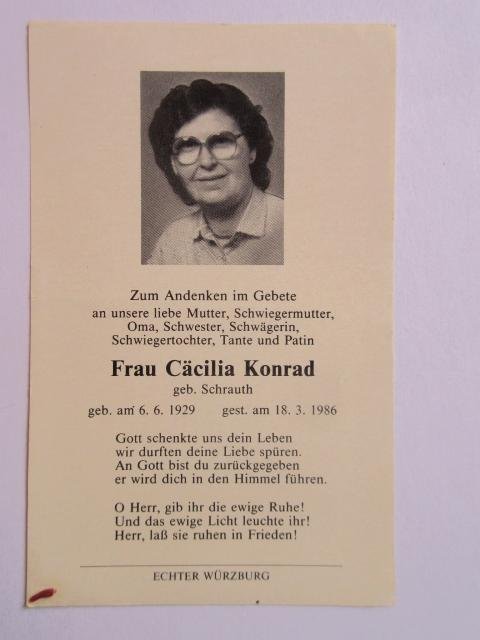 Zum Andenken im Gebete
an unsere liebe Mutter, Schwiegermutter,
Oma, Schwester, Schwägerin,
Schwiegertochter, Tante und Patin
Frau Cäcilia Konrad
geb. Schrauth
geb. am 6. 6. 1929 gest. am 18. 3. 1986
Gott schenkte uns dein Leben
wir durften deine Liebe spüren.
An Gott bist du zurückgegeben
er wird dich in den Himmel führen.
O Herr, gib ihr die ewige Ruhe!
Und das ewige Licht leuchte ihr!
Herr, laß sie ruhen in Frieden!
ECHTER WÜRZBURG